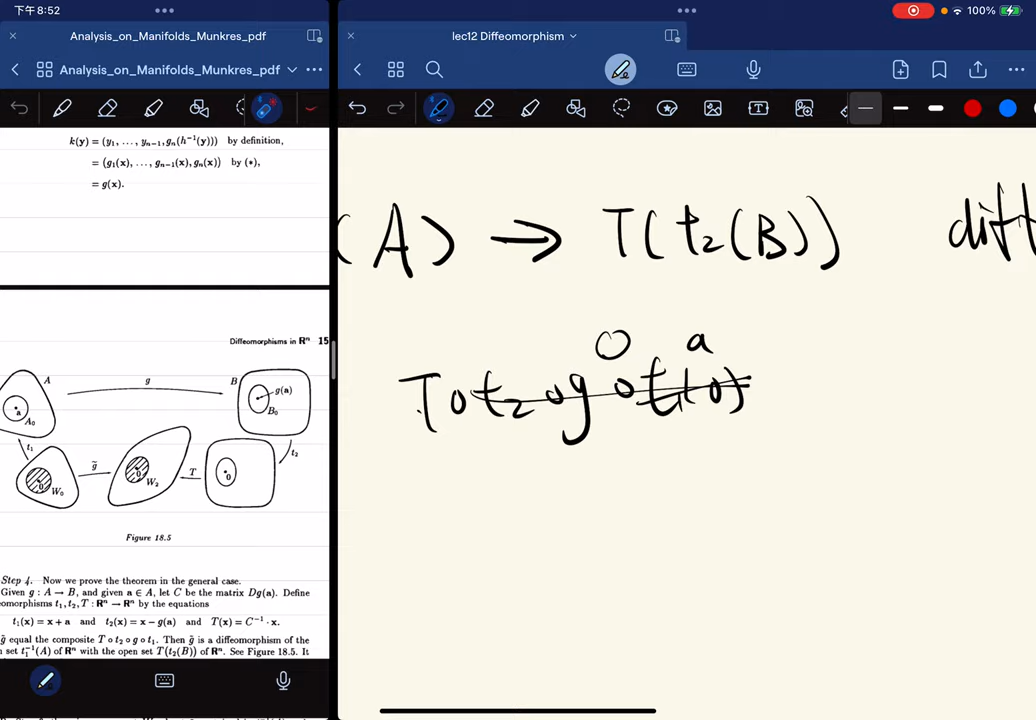 下午8:52
100%
Analysis_on_Manifolds_Munkres_pdf
lec12 Diffeomorphism
Analysis_on_Manifolds_Munkres_pdf
k(y) = (y₁, ..., yₙ₋₁, gₙ(h⁻¹(y))) by definition,
= (g₁(x), ..., gₙ₋₁(x), gₙ(x)) by (*),
= g(x).
Diffeomorphisms in Rⁿ 15
A g B g(a)
a A₀ B₀
t₁ t₂
g̃ T
0 W₀ 0 W₂ 0
Figure 18.5
Step 4. Now we prove the theorem in the general case.
Given g : A → B, and given a ∈ A, let C be the matrix Dg(a). Define
eomorphisms t₁, t₂, T : Rⁿ → Rⁿ by the equations
t₁(x) = x + a and t₂(x) = x − g(a) and T(x) = C⁻¹ · x.
g̃ equal the composite T ∘ t₂ ∘ g ∘ t₁. Then g̃ is a diffeomorphism of the
set t₁⁻¹(A) of Rⁿ with the open set T(t₂(B)) of Rⁿ. See Figure 18.5. It
(A) → T(t₂(B)) diff
0 a
T∘t₂∘g∘t₁(0)